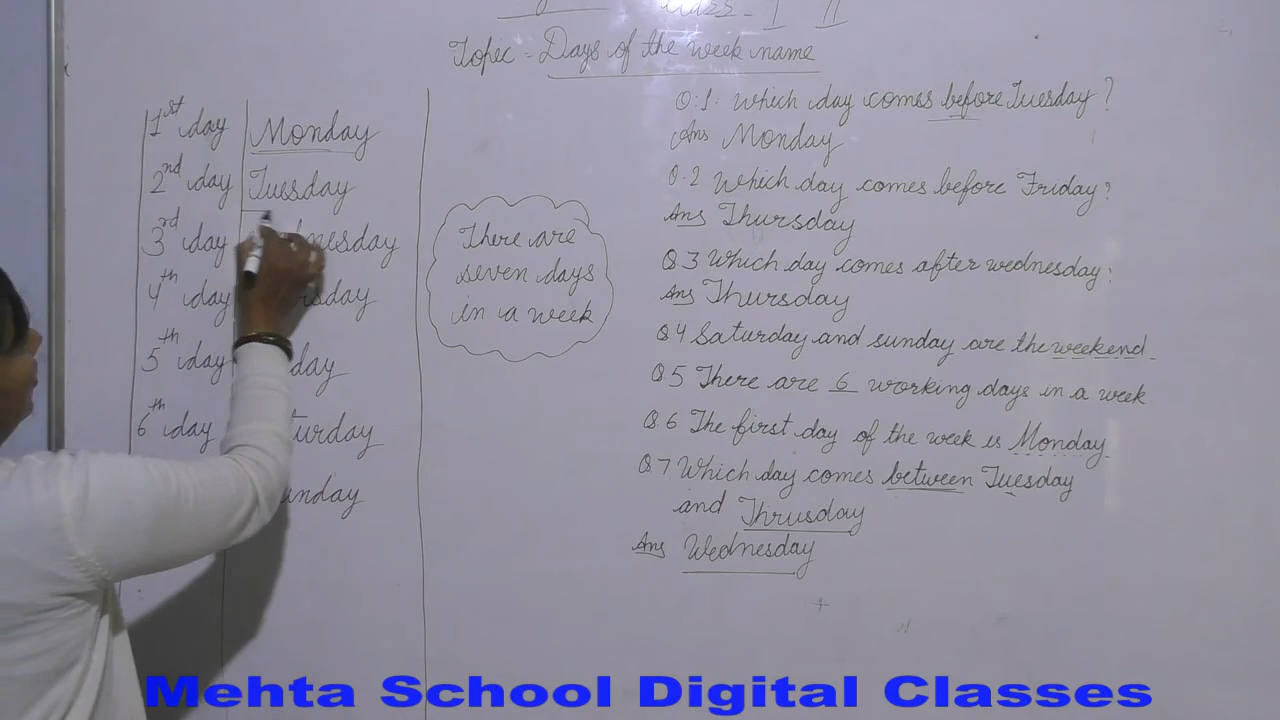 I II
Topic = Days of the week name
1st day Monday
2nd day Tuesday
3rd day
4th day
5th day
6th day
There are
seven days
in a week
Q.1. Which day comes before Tuesday?
Ans Monday
Q.2 Which day comes before Friday?
Ans Thursday
Q 3 Which day comes after wednesday?
Ans Thursday
Q 4 Saturday and sunday are the weekend.
Q 5 There are 6 working days in a week
Q 6 The first day of the week is Monday.
Q 7 Which day comes between Tuesday
and Thrusday
Ans Wednesday
Mehta School Digital Classes